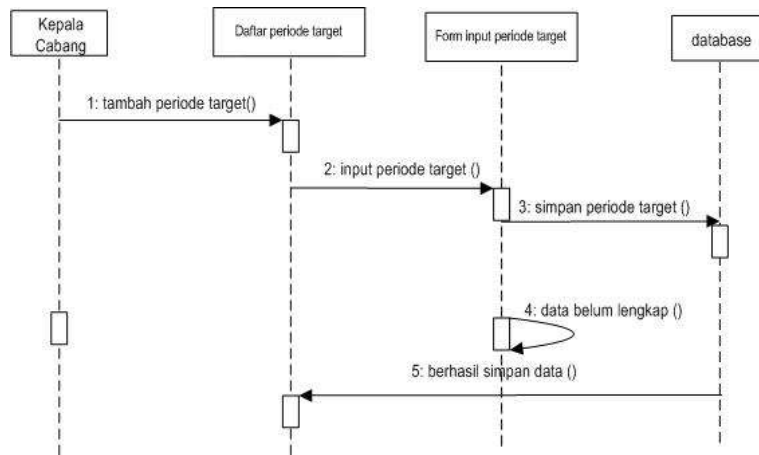 Kepala
Cabang
Daftar periode target
Form input periode target
database
1: tambah periode target()
2: input periode target ()
3: simpan periode target ()
4: data belum lengkap ()
5: berhasil simpan data ()